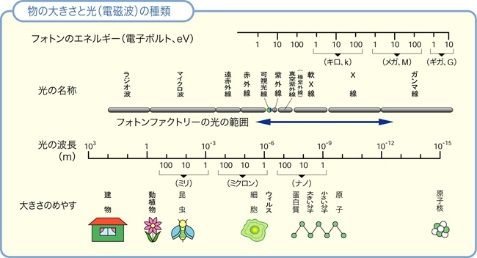 物の大きさと光(電磁波)の種類
フォトンのエネルギー(電子ボルト、eV)
1 10 100 1 10 100 1 10 100 1 10
(キロ、k) (メガ、M) (ギガ、G)
光の名称
ラジオ波 マイクロ波 遠赤外線 赤外線 可視光線 紫外線 真空紫外線 (極紫外線) 軟X線 X線 ガンマ線
フォトンファクトリーの光の範囲
光の波長
(m)
10³ 1 10⁻³ 10⁻⁶ 10⁻⁹ 10⁻¹² 10⁻¹⁵
100 10 1 100 10 1 100 10 1
(ミリ) (ミクロン) (ナノ)
大きさのめやす
建物 動植物 昆虫 細胞 ウィルス 蛋白質 大きい分子 小さい分子 原子 原子核